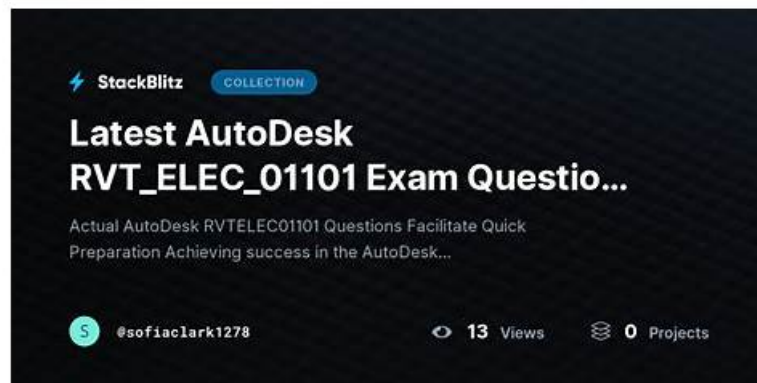 StackBlitz COLLECTION
Latest AutoDesk
RVT_ELEC_01101 Exam Questio...
Actual AutoDesk RVTELEC01101 Questions Facilitate Quick
Preparation Achieving success in the AutoDesk...
S @sofiaclark1278 13 Views 0 Projects